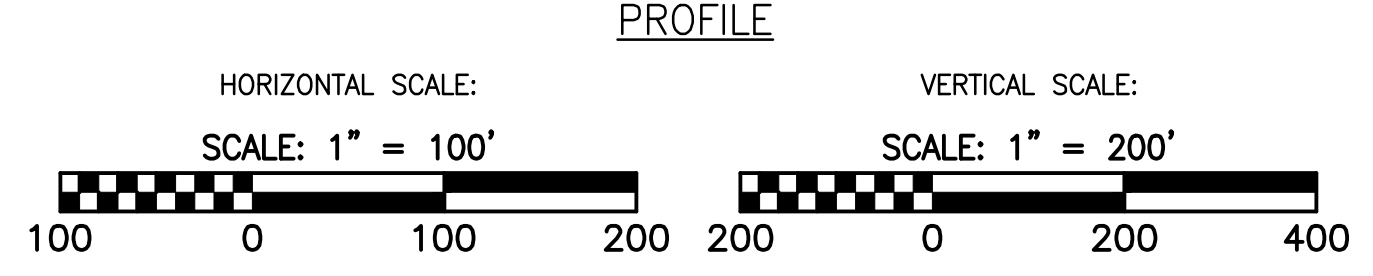 PROFILE
HORIZONTAL SCALE:
SCALE: 1" = 100'
100 0 100 200
VERTICAL SCALE:
SCALE: 1" = 200'
200 0 200 400